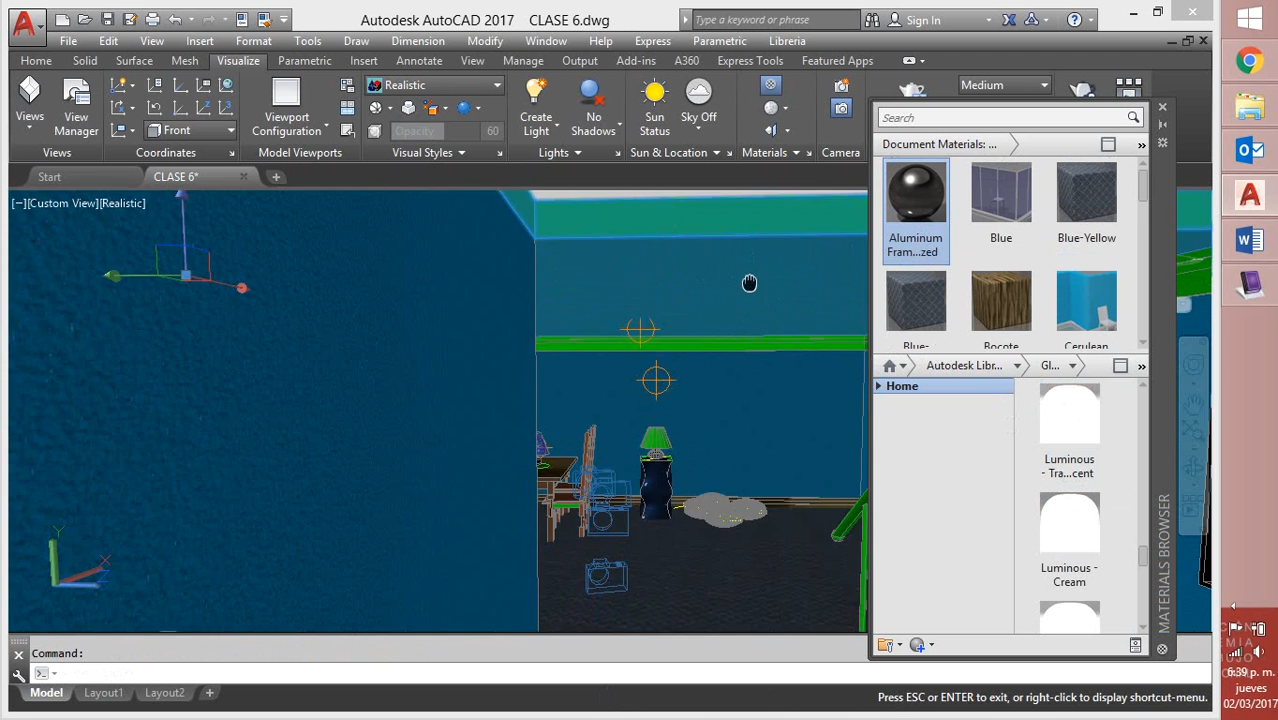 Autodesk AutoCAD 2017 CLASE 6.dwg
Type a keyword or phrase
Sign In
File Edit View Insert Format Tools Draw Dimension Modify Window Help Express Parametric Libreria
Home Solid Surface Mesh Visualize Parametric Insert Annotate View Manage Output Add-ins A360 Express Tools Featured Apps
Realistic
Medium
Opacity 60
Front
Views
View
Manager
Viewport
Configuration
Create
Light
No
Shadows
Sun
Status
Sky Off
Views Coordinates Model Viewports Visual Styles Lights Sun & Location Materials Camera
Start CLASE 6*
[−][Custom View][Realistic]
Search
Document Materials: ...
Aluminum
Fram...zed
Blue
Blue-Yellow
Blue-
Bocote
Cerulean
Autodesk Libr... Gl...
Home
Luminous
- Tra...cent
Luminous -
Cream
MATERIALS BROWSER
Y
X
Z
Command:
Model Layout1 Layout2
Press ESC or ENTER to exit, or right-click to display shortcut-menu.
6:39 p. m.
jueves
02/03/2017